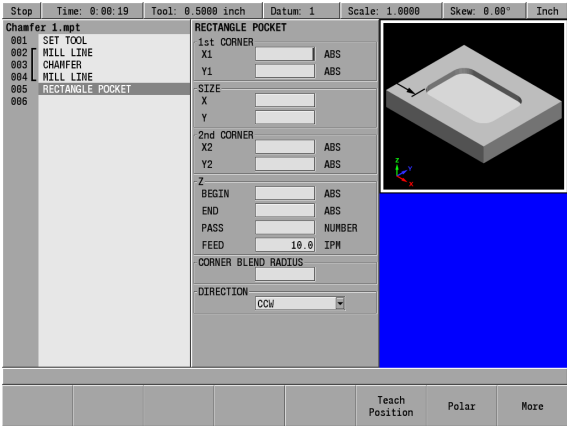 Stop Time: 0:00:19 Tool: 0.5000 inch Datum: 1 Scale: 1.0000 Skew: 0.00° Inch
Chamfer 1.mpt
001 SET TOOL
002 MILL LINE
003 CHAMFER
004 MILL LINE
005 RECTANGLE POCKET
006
RECTANGLE POCKET
1st CORNER
X1 ABS
Y1 ABS
SIZE
X
Y
2nd CORNER
X2 ABS
Y2 ABS
Z
BEGIN ABS
END ABS
PASS NUMBER
FEED 10.0 IPM
CORNER BLEND RADIUS
DIRECTION
CCW
Z
Y
X
Teach Position Polar More